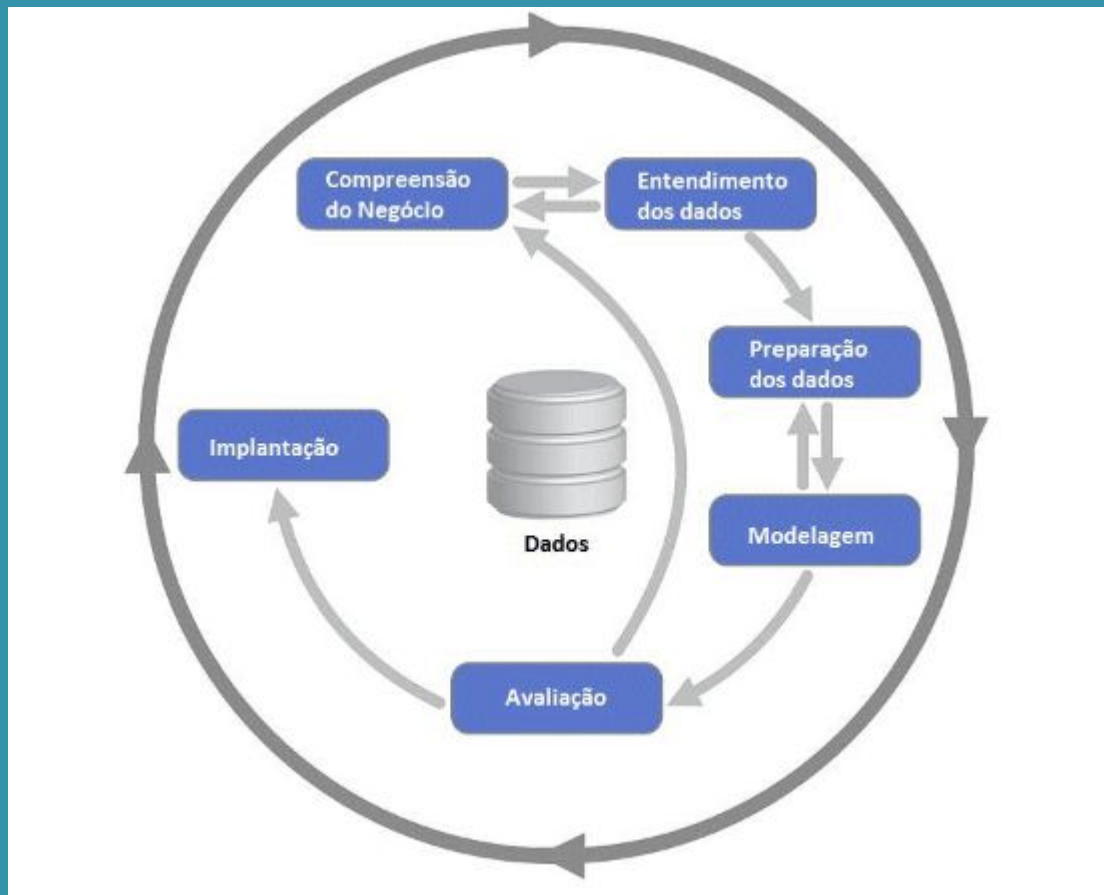 Compreensão
do Negócio
Entendimento
dos dados
Preparação
dos dados
Implantação
Modelagem
Dados
Avaliação